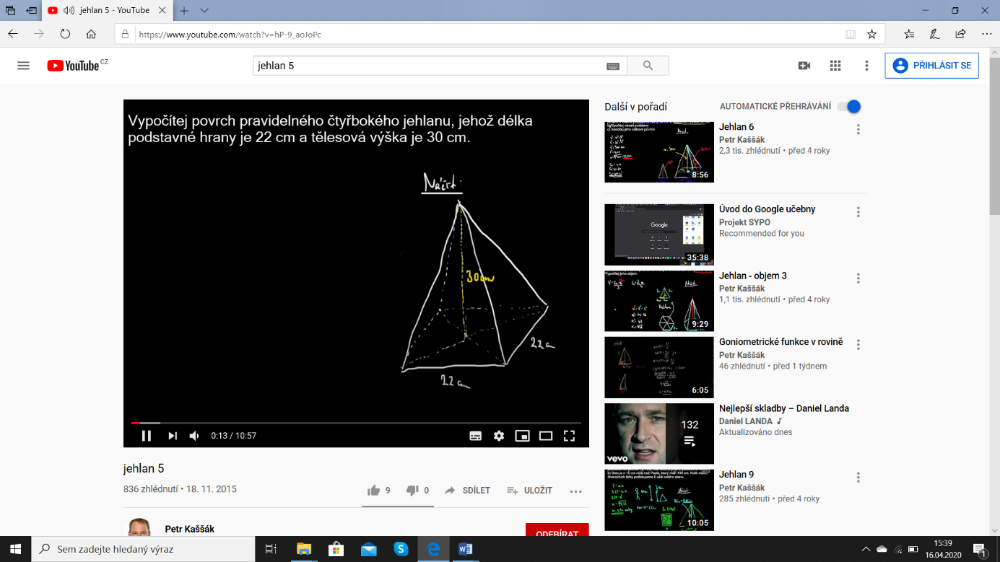 jehlan 5 - YouTube
https://www.youtube.com/watch?v=hP-9_aoJoPc
YouTube CZ
jehlan 5
PŘIHLÁSIT SE
Vypočítej povrch pravidelného čtyřbokého jehlanu, jehož délka
podstavné hrany je 22 cm a tělesová výška je 30 cm.
Náčrt:
30cm
22cm
22 cm
0:13 / 10:57
jehlan 5
836 zhlédnutí • 18. 11. 2015
9
0
SDÍLET
ULOŽIT
Petr Kaššák
ODEBÍRAT
Další v pořadí
AUTOMATICKÉ PŘEHRÁVÁNÍ
Jehlan 6
Petr Kaššák
2,3 tis. zhlédnutí • před 4 roky
8:56
Úvod do Google učebny
Projekt SYPO
Recommended for you
Google
35:38
Jehlan - objem 3
Petr Kaššák
1,1 tis. zhlédnutí • před 4 roky
Vypočítej jeho objem.
9:29
Goniometrické funkce v rovině
Petr Kaššák
46 zhlédnutí • před 1 týdnem
6:05
Nejlepší skladby – Daniel Landa
Daniel LANDA
Aktualizováno dnes
132
vevo
Jehlan 9
Petr Kaššák
285 zhlédnutí • před 4 roky
10:05
Sem zadejte hledaný výraz
15:39
16.04.2020
1